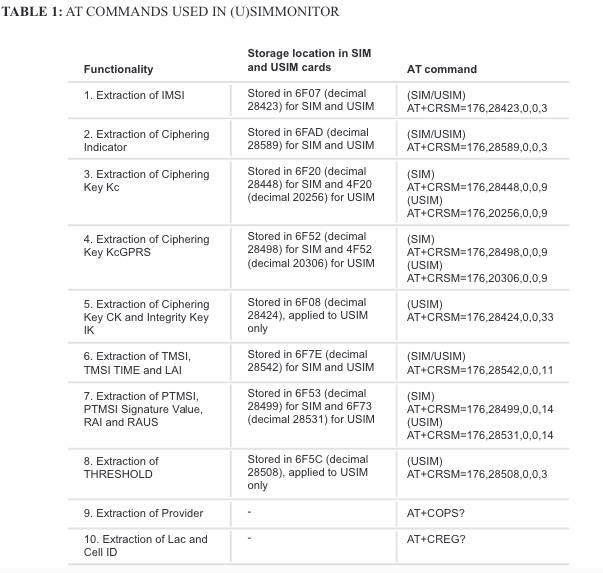 TABLE 1: AT COMMANDS USED IN (U)SIMMONITOR
Functionality
Storage location in SIM
and USIM cards
AT command
1. Extraction of IMSI
Stored in 6F07 (decimal
28423) for SIM and USIM
(SIM/USIM)
AT+CRSM=176,28423,0,0,3
2. Extraction of Ciphering
Indicator
Stored in 6FAD (decimal
28589) for SIM and USIM
(SIM/USIM)
AT+CRSM=176,28589,0,0,3
3. Extraction of Ciphering
Key Kc
Stored in 6F20 (decimal
28448) for SIM and 4F20
(decimal 20256) for USIM
(SIM)
AT+CRSM=176,28448,0,0,9
(USIM)
AT+CRSM=176,20256,0,0,9
4. Extraction of Ciphering
Key KcGPRS
Stored in 6F52 (decimal
28498) for SIM and 4F52
(decimal 20306) for USIM
(SIM)
AT+CRSM=176,28498,0,0,9
(USIM)
AT+CRSM=176,20306,0,0,9
5. Extraction of Ciphering
Key CK and Integrity Key
IK
Stored in 6F08 (decimal
28424), applied to USIM
only
(USIM)
AT+CRSM=176,28424,0,0,33
6. Extraction of TMSI,
TMSI TIME and LAI
Stored in 6F7E (decimal
28542) for SIM and USIM
(SIM/USIM)
AT+CRSM=176,28542,0,0,11
7. Extraction of PTMSI,
PTMSI Signature Value,
RAI and RAUS
Stored in 6F53 (decimal
28499) for SIM and 6F73
(decimal 28531) for USIM
(SIM)
AT+CRSM=176,28499,0,0,14
(USIM)
AT+CRSM=176,28531,0,0,14
8. Extraction of
THRESHOLD
Stored in 6F5C (decimal
28508), applied to USIM
only
(USIM)
AT+CRSM=176,28508,0,0,3
9. Extraction of Provider
-
AT+COPS?
10. Extraction of Lac and
Cell ID
-
AT+CREG?